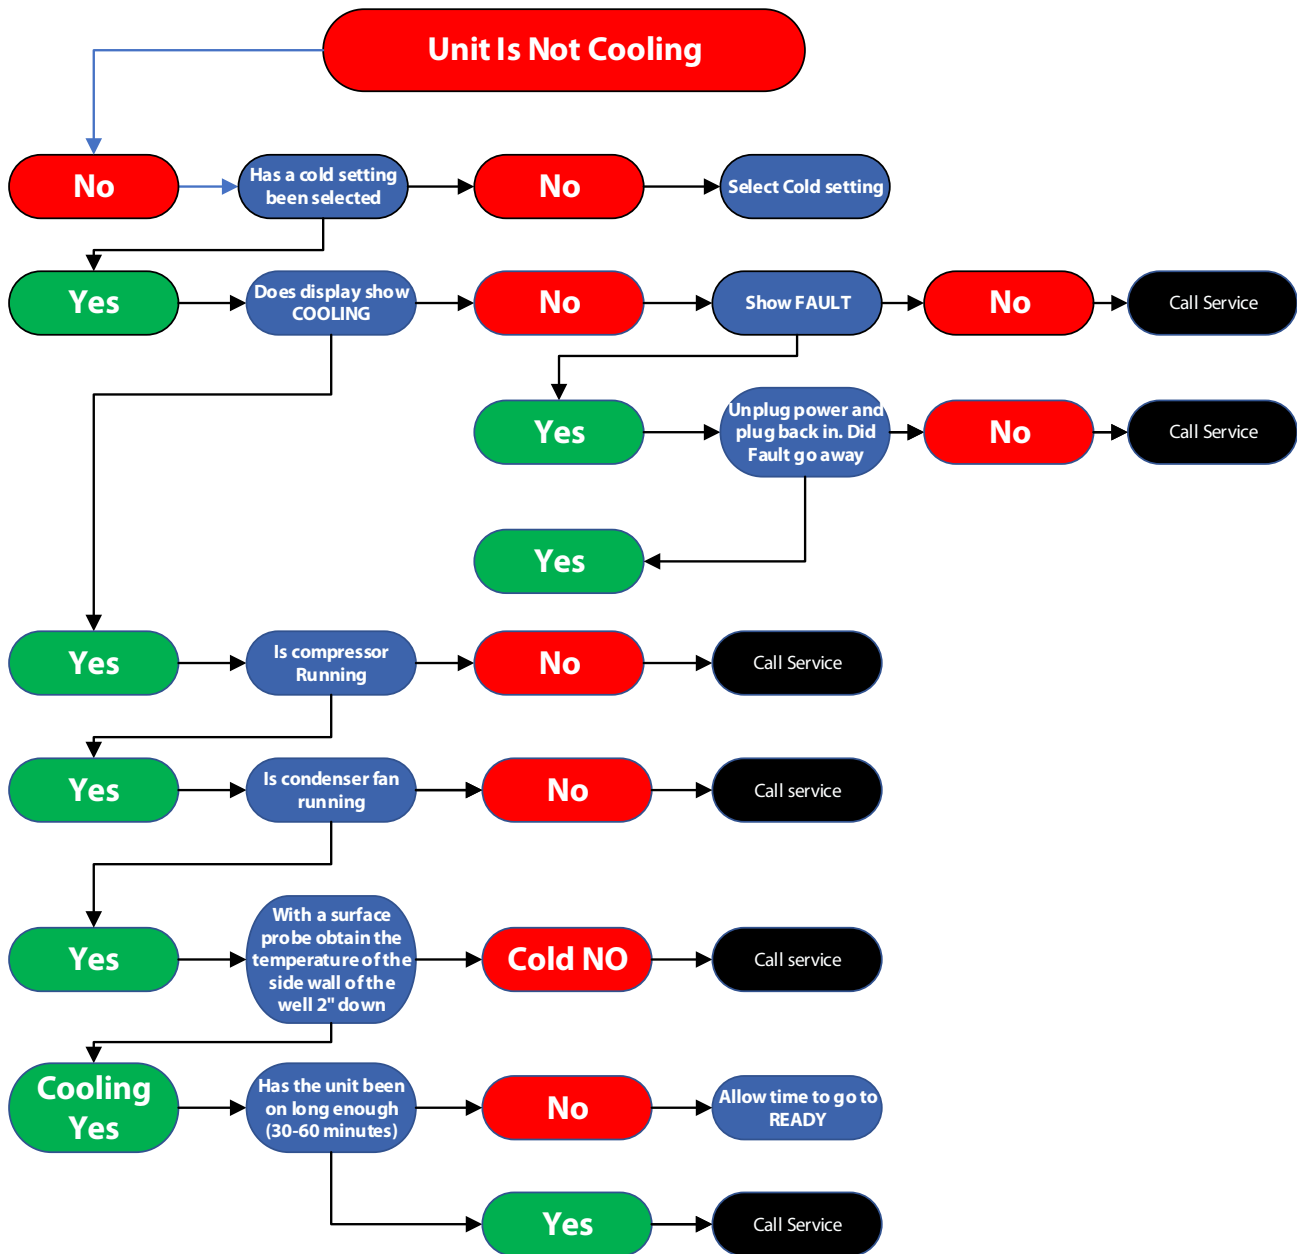 Unit Is Not Cooling
No
Has a cold setting
been selected
No
Select Cold setting
Yes
Does display show
COOLING
No
Show FAULT
No
Call Service
Yes
Unplug power and
plug back in. Did
Fault go away
No
Call Service
Yes
Yes
Is compressor
Running
No
Call Service
Yes
Is condenser fan
running
No
Call service
Yes
With a surface
probe obtain the
temperature of the
side wall of the
well 2" down
Cold NO
Call service
Cooling
Yes
Has the unit been
on long enough
(30-60 minutes)
No
Allow time to go to
READY
Yes
Call Service